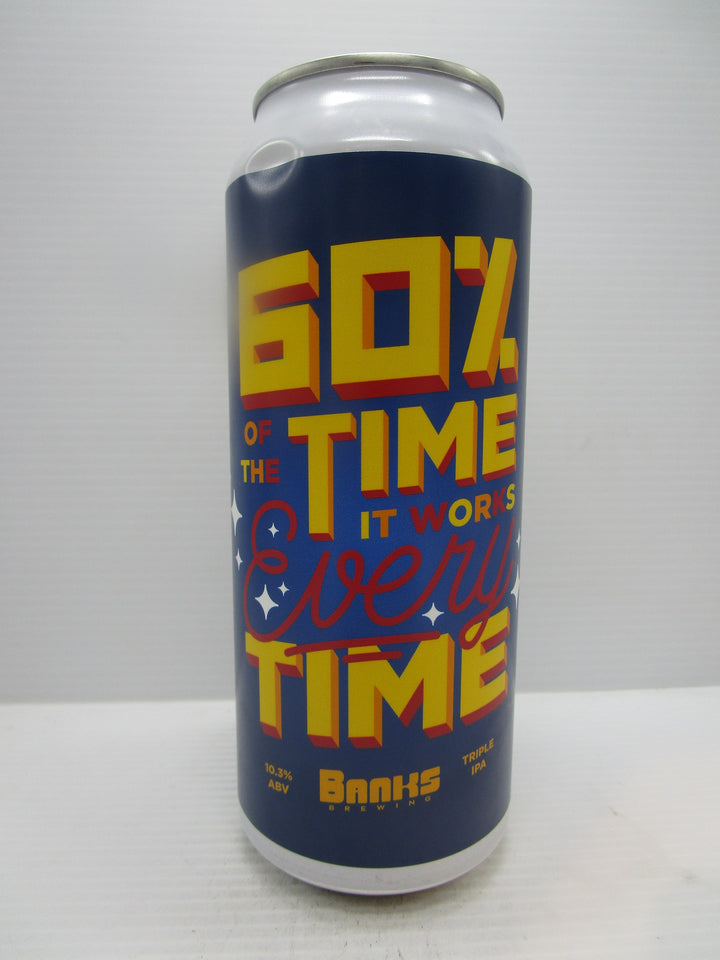 60%
OF
THE
TIME
IT WORKS
Every
TIME
10.3%
ABV
BANKS
BREWING
TRIPLE
IPA